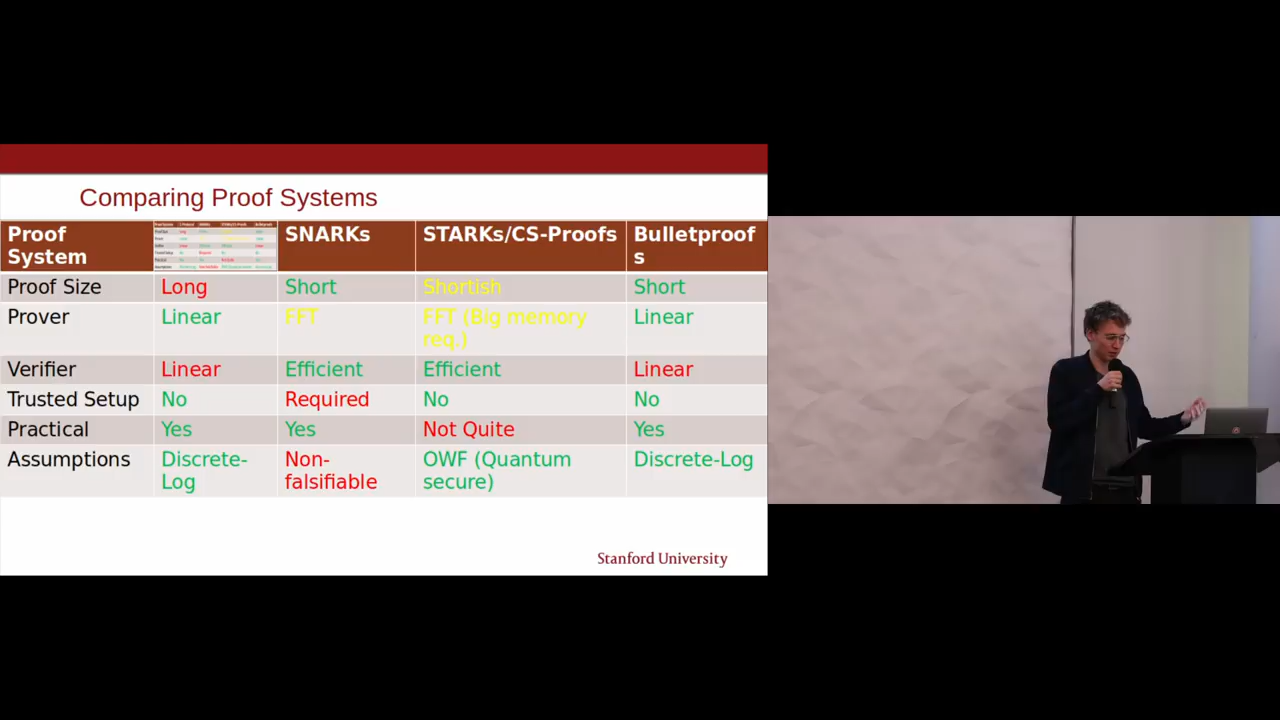 Comparing Proof Systems
Proof System SNARKs STARKs/CS-Proofs Bulletproofs
Proof Size Long Short Shortish Short
Prover Linear FFT FFT (Big memory req.) Linear
Verifier Linear Efficient Efficient Linear
Trusted Setup No Required No No
Practical Yes Yes Not Quite Yes
Assumptions Discrete-Log Non-falsifiable OWF (Quantum secure) Discrete-Log
Stanford University